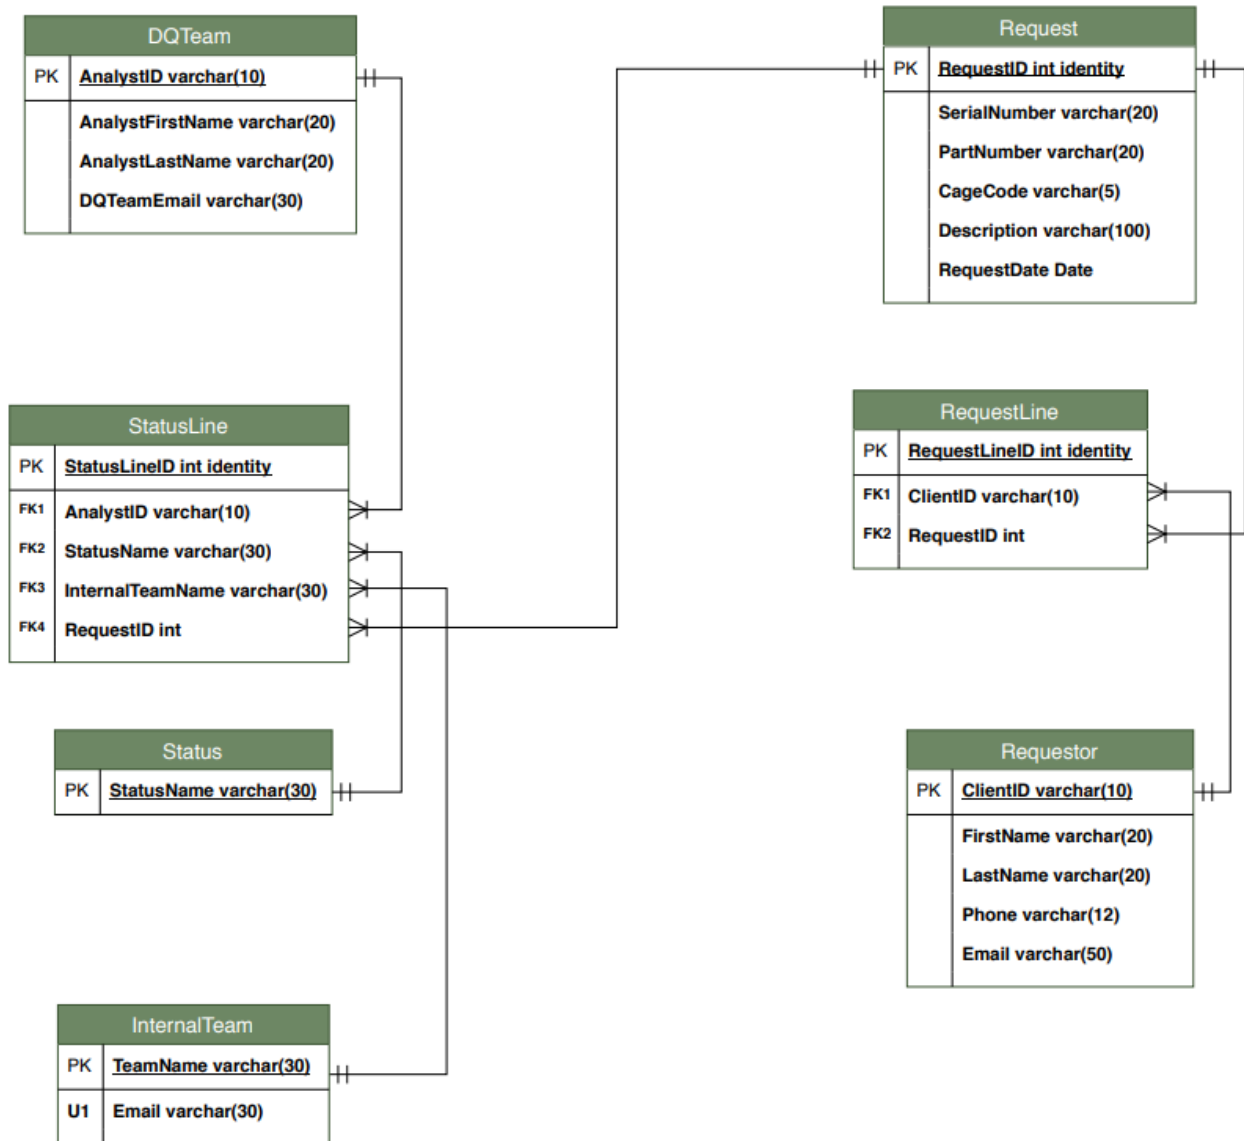 DQTeam
PK AnalystID varchar(10)
AnalystFirstName varchar(20)
AnalystLastName varchar(20)
DQTeamEmail varchar(30)
Request
PK RequestID int identity
SerialNumber varchar(20)
PartNumber varchar(20)
CageCode varchar(5)
Description varchar(100)
RequestDate Date
StatusLine
PK StatusLineID int identity
FK1 AnalystID varchar(10)
FK2 StatusName varchar(30)
FK3 InternalTeamName varchar(30)
FK4 RequestID int
RequestLine
PK RequestLineID int identity
FK1 ClientID varchar(10)
FK2 RequestID int
Status
PK StatusName varchar(30)
Requestor
PK ClientID varchar(10)
FirstName varchar(20)
LastName varchar(20)
Phone varchar(12)
Email varchar(50)
InternalTeam
PK TeamName varchar(30)
U1 Email varchar(30)